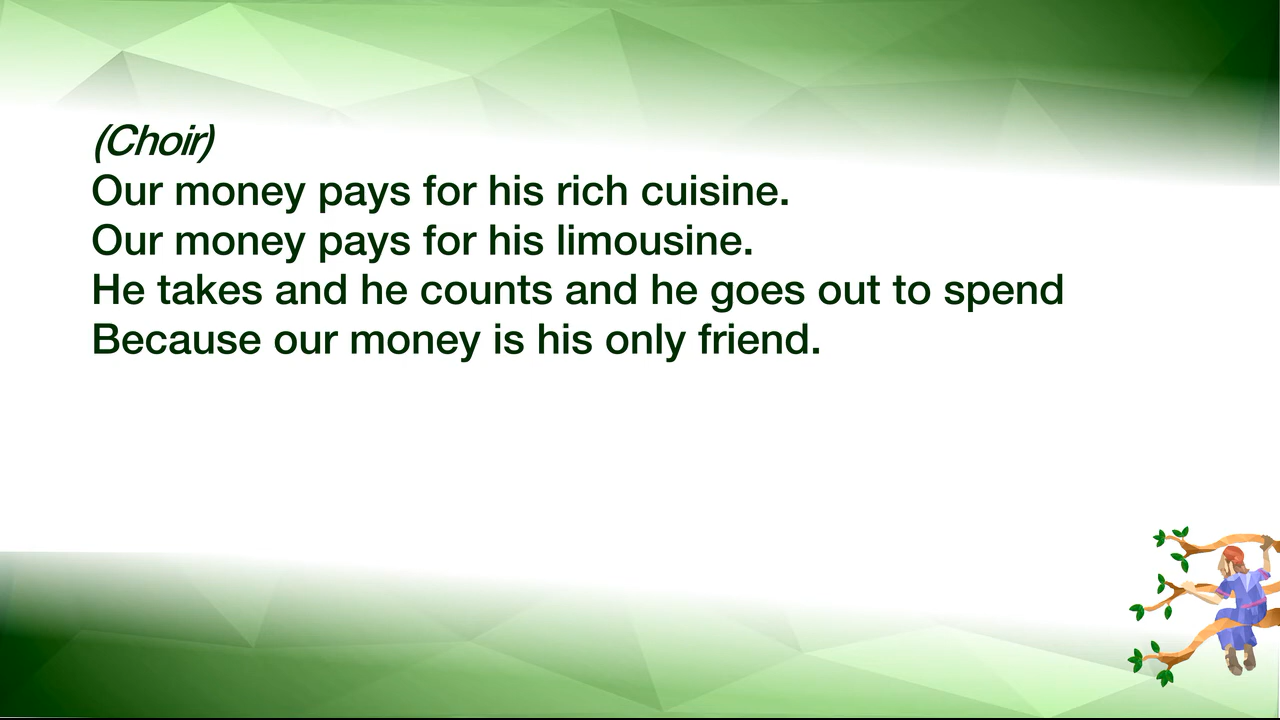 (Choir)
Our money pays for his rich cuisine.
Our money pays for his limousine.
He takes and he counts and he goes out to spend
Because our money is his only friend.